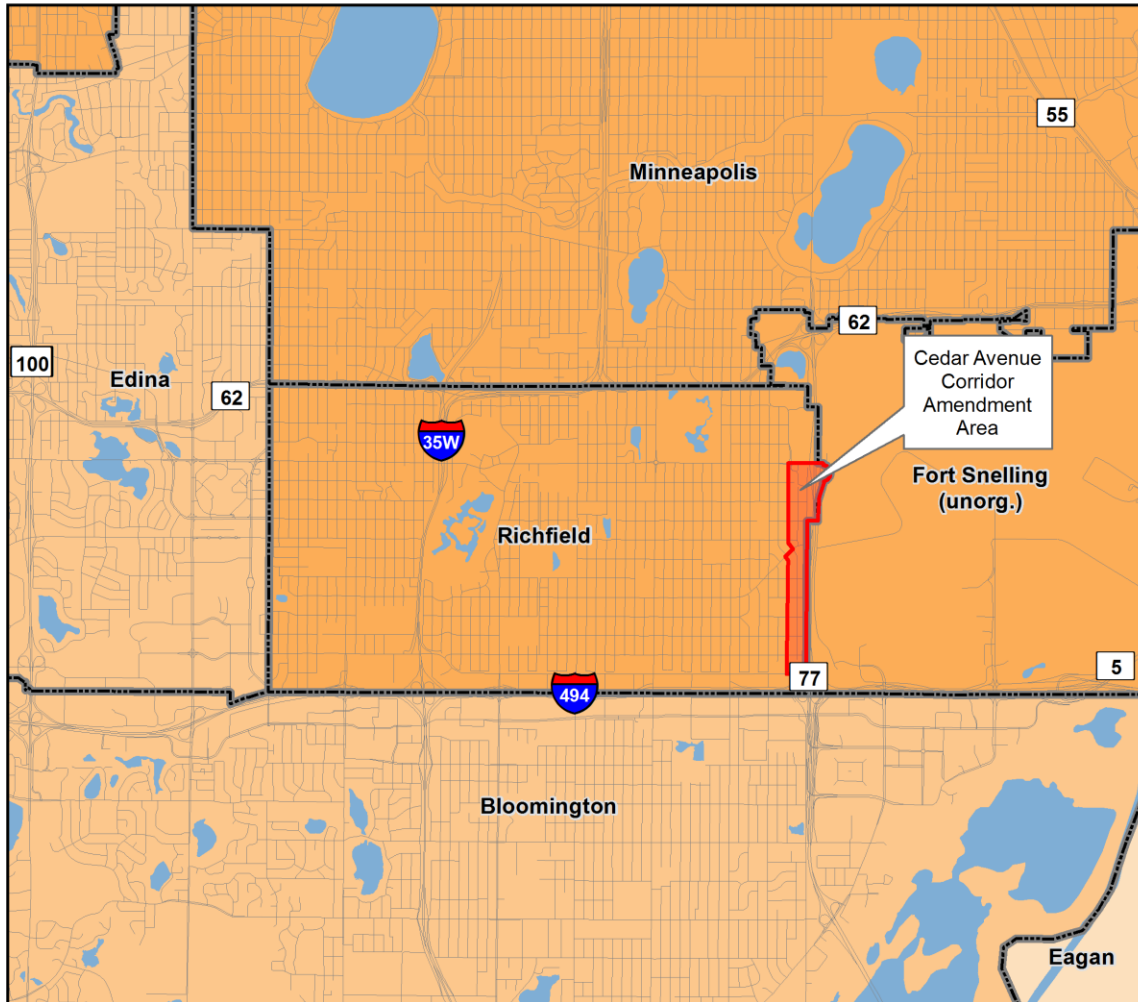 55
Minneapolis
62
100
Edina
62
Cedar Avenue
Corridor
Amendment
Area
35W
Fort Snelling
(unorg.)
Richfield
5
77
494
Bloomington
Eagan